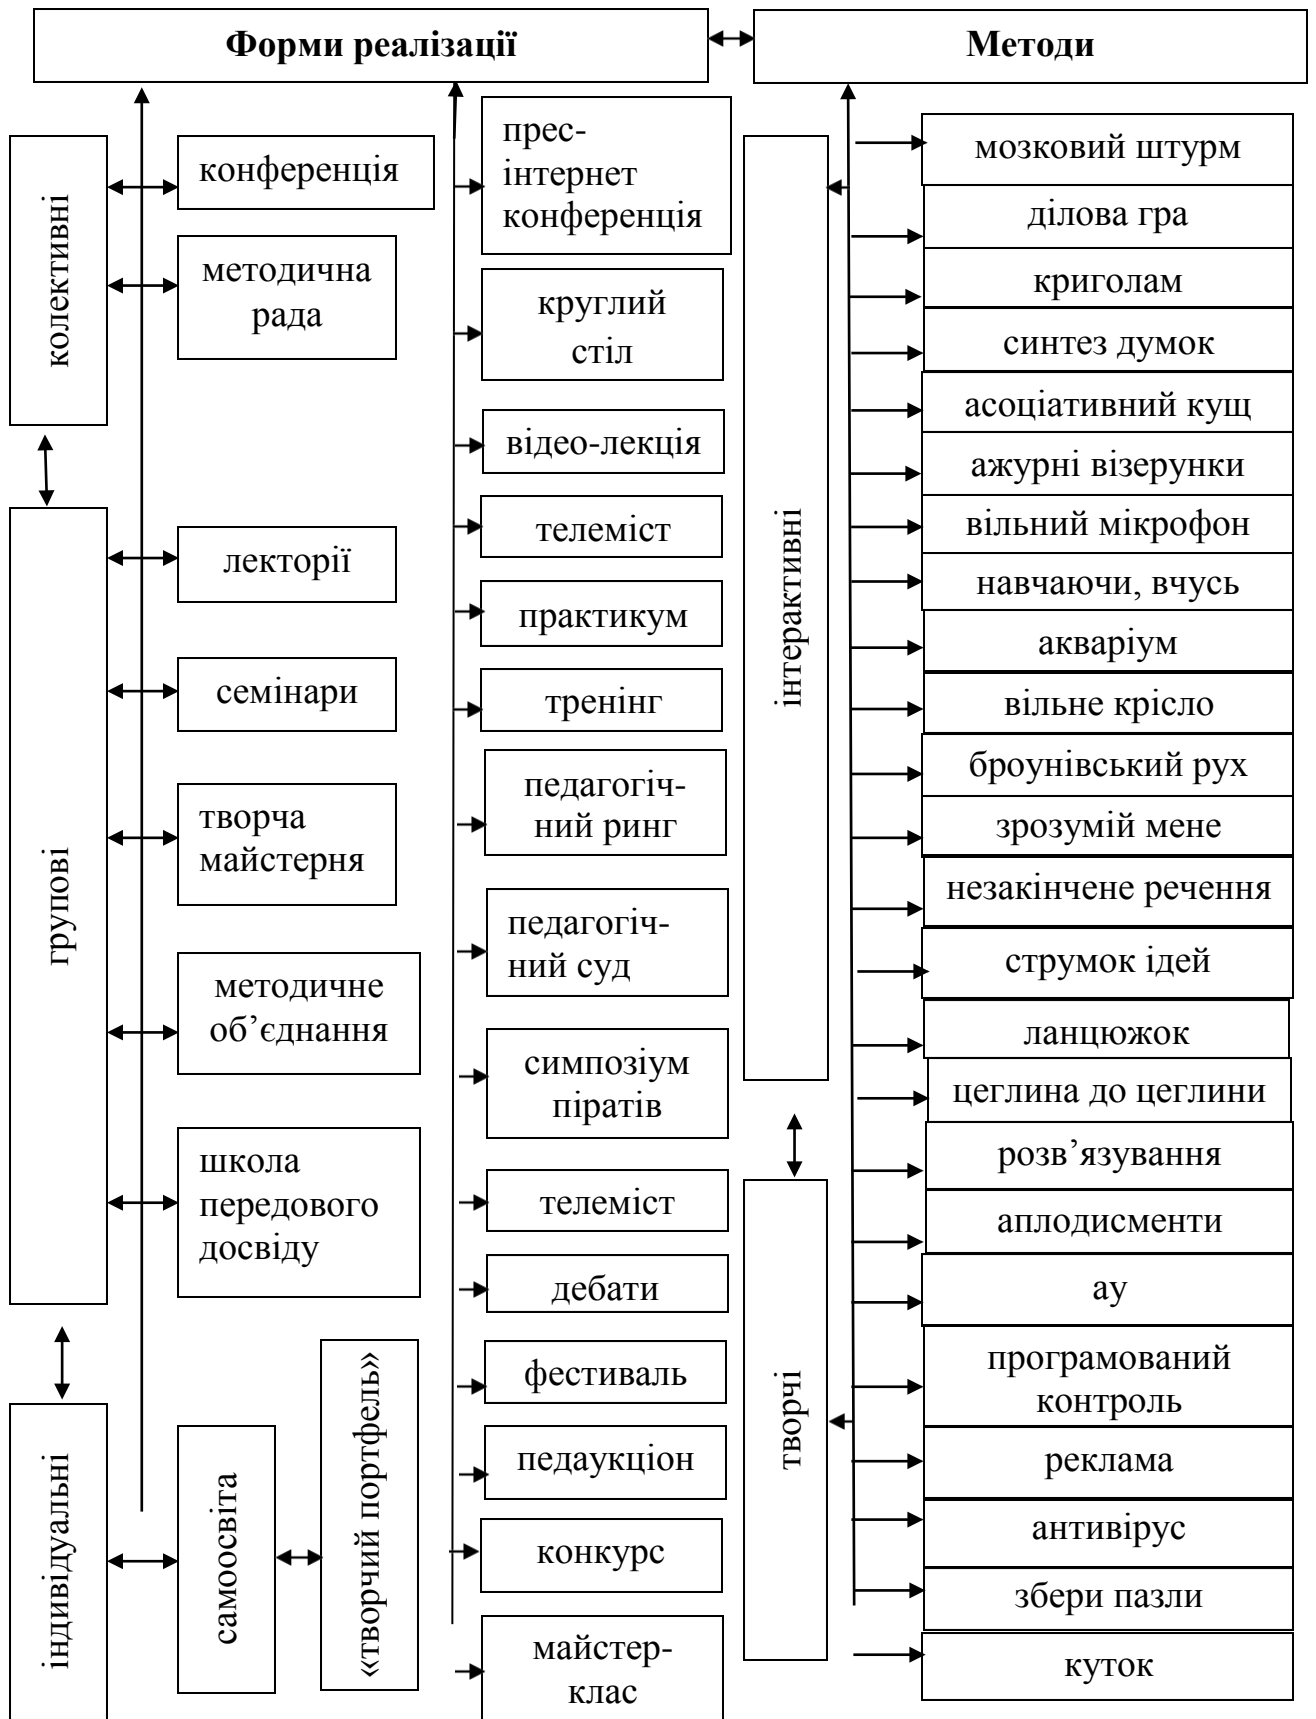 Форми реалізації
Методи
колективні
конференція
методична
рада
групові
лекторії
семінари
творча
майстерня
методичне
об’єднання
школа
передового
досвіду
індивідуальні
самоосвіта
«творчий портфель»
прес-
інтернет
конференція
круглий
стіл
відео-лекція
телеміст
практикум
тренінг
педагогіч-
ний ринг
педагогіч-
ний суд
симпозіум
піратів
телеміст
дебати
фестиваль
педаукціон
конкурс
майстер-
клас
інтерактивні
творчі
мозковий штурм
ділова гра
криголам
синтез думок
асоціативний кущ
ажурні візерунки
вільний мікрофон
навчаючи, вчусь
акваріум
вільне крісло
броунівський рух
зрозумій мене
незакінчене речення
струмок ідей
ланцюжок
цеглина до цеглини
розв’язування
аплодисменти
ау
програмований
контроль
реклама
антивірус
збери пазли
куток